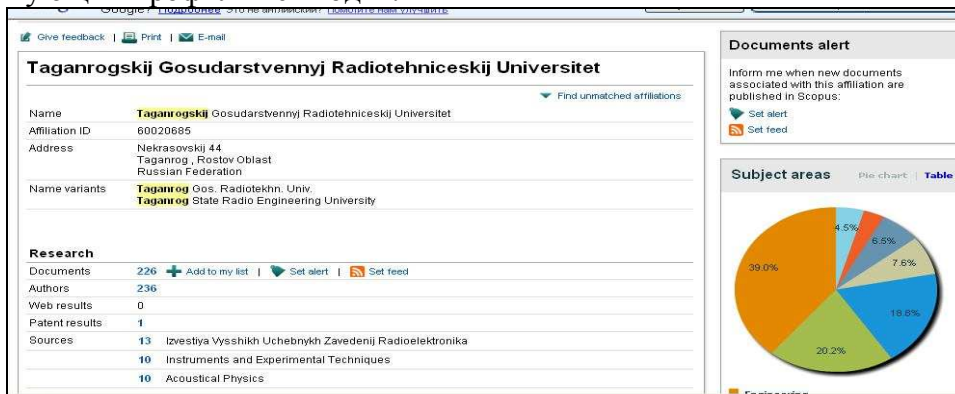 Google? Подробнее Это не английский? Помогите нам улучшить
Give feedback | Print | E-mail
Taganrogskij Gosudarstvennyj Radiotehniceskij Universitet
Find unmatched affiliations
Name Taganrogskij Gosudarstvennyj Radiotehniceskij Universitet
Affiliation ID 60020685
Address Nekrasovskij 44
Taganrog , Rostov Oblast
Russian Federation
Name variants Taganrog Gos. Radiotekhn. Univ.
Taganrog State Radio Engineering University
Research
Documents 226 Add to my list | Set alert | Set feed
Authors 236
Web results 0
Patent results 1
Sources 13 Izvestiya Vysshikh Uchebnykh Zavedenij Radioelektronika
10 Instruments and Experimental Techniques
10 Acoustical Physics
Documents alert
Inform me when new documents
associated with this affiliation are
published in Scopus:
Set alert
Set feed
Subject areas Pie chart | Table
4.5%
6.5%
7.6%
39.0%
18.8%
20.2%
Engineering